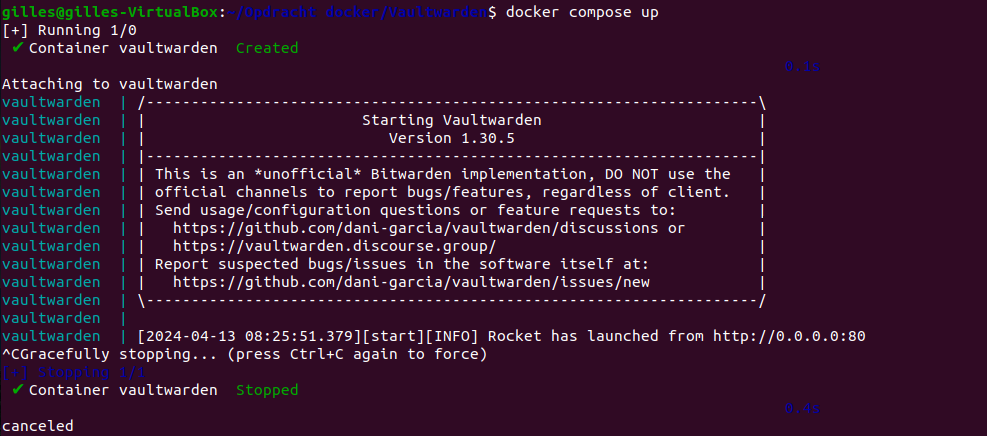 gilles@gilles-VirtualBox:~/Opdracht docker/Vaultwarden$ docker compose up
[+] Running 1/0
✔ Container vaultwarden  Created
0.1s
Attaching to vaultwarden
vaultwarden  | /--------------------------------------------------------------------\
vaultwarden  | |                        Starting Vaultwarden                        |
vaultwarden  | |                           Version 1.30.5                           |
vaultwarden  | |--------------------------------------------------------------------|
vaultwarden  | | This is an *unofficial* Bitwarden implementation, DO NOT use the   |
vaultwarden  | | official channels to report bugs/features, regardless of client.   |
vaultwarden  | | Send usage/configuration questions or feature requests to:         |
vaultwarden  | |   https://github.com/dani-garcia/vaultwarden/discussions or        |
vaultwarden  | |   https://vaultwarden.discourse.group/                             |
vaultwarden  | | Report suspected bugs/issues in the software itself at:            |
vaultwarden  | |   https://github.com/dani-garcia/vaultwarden/issues/new            |
vaultwarden  | \--------------------------------------------------------------------/
vaultwarden  |
vaultwarden  | [2024-04-13 08:25:51.379][start][INFO] Rocket has launched from http://0.0.0.0:80
^CGracefully stopping... (press Ctrl+C again to force)
[+] Stopping 1/1
✔ Container vaultwarden  Stopped
0.4s
canceled